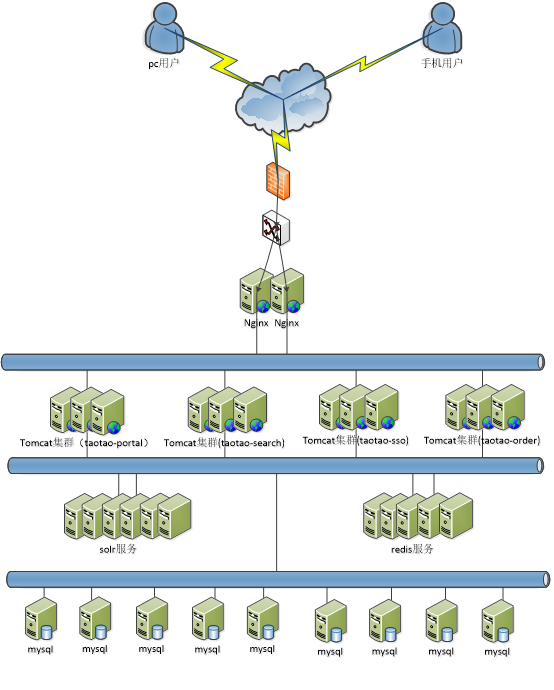 pc用户
手机用户
Nginx
Nginx
Tomcat集群（taotao-portal）
Tomcat集群(taotao-search)
Tomcat集群(taotao-sso)
Tomcat集群(taotao-order)
solr服务
redis服务
mysql
mysql
mysql
mysql
mysql
mysql
mysql
mysql
mysql